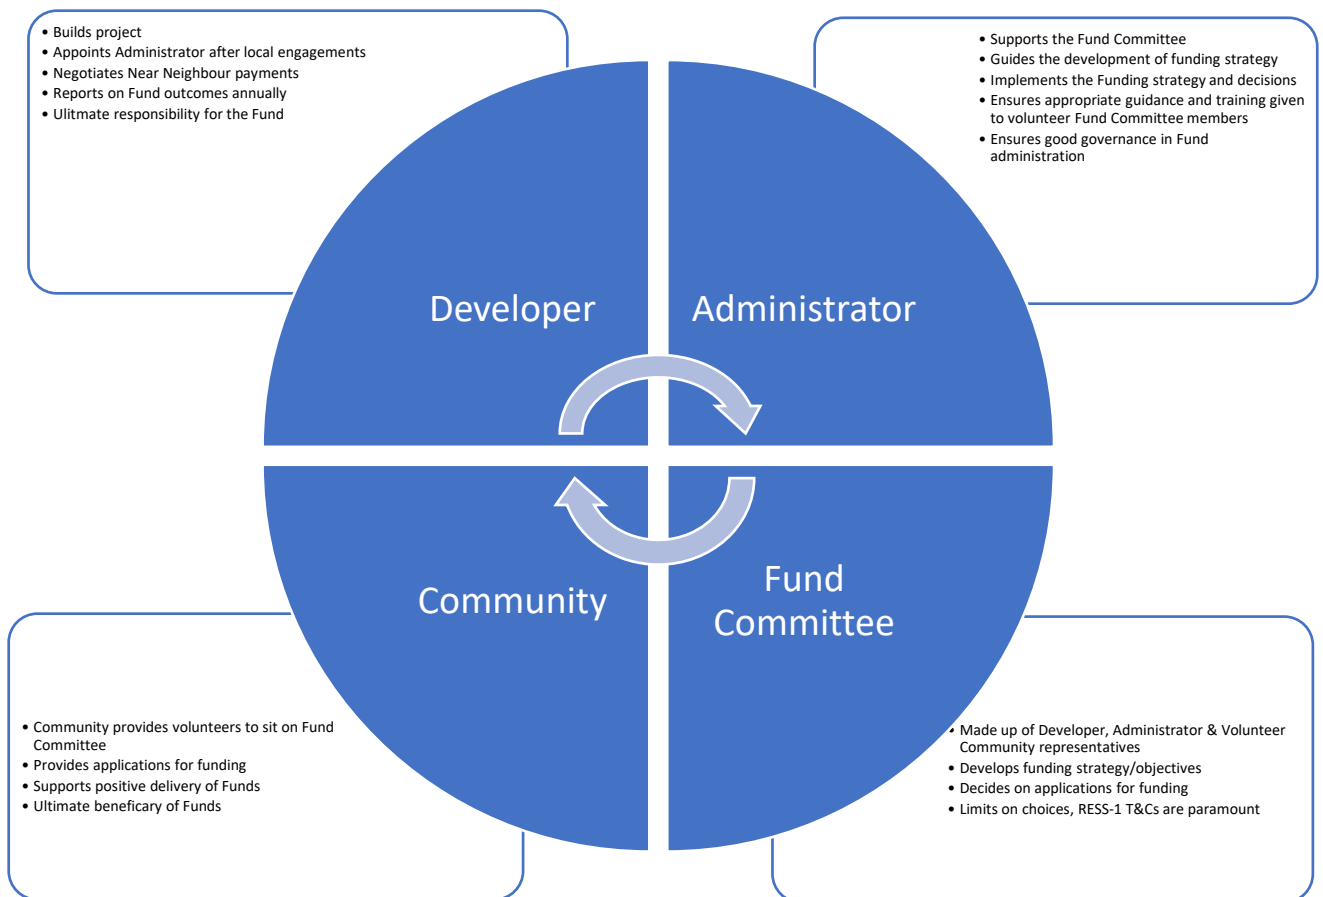 • Builds project
• Appoints Administrator after local engagements
• Negotiates Near Neighbour payments
• Reports on Fund outcomes annually
• Ulitmate responsibility for the Fund
• Supports the Fund Committee
• Guides the development of funding strategy
• Implements the Funding strategy and decisions
• Ensures appropriate guidance and training given
to volunteer Fund Committee members
• Ensures good governance in Fund
administration
Developer
Administrator
Community
Fund
Committee
• Community provides volunteers to sit on Fund
Committee
• Provides applications for funding
• Supports positive delivery of Funds
• Ultimate beneficary of Funds
• Made up of Developer, Administrator & Volunteer
Community representatives
• Develops funding strategy/objectives
• Decides on applications for funding
• Limits on choices, RESS-1 T&Cs are paramount